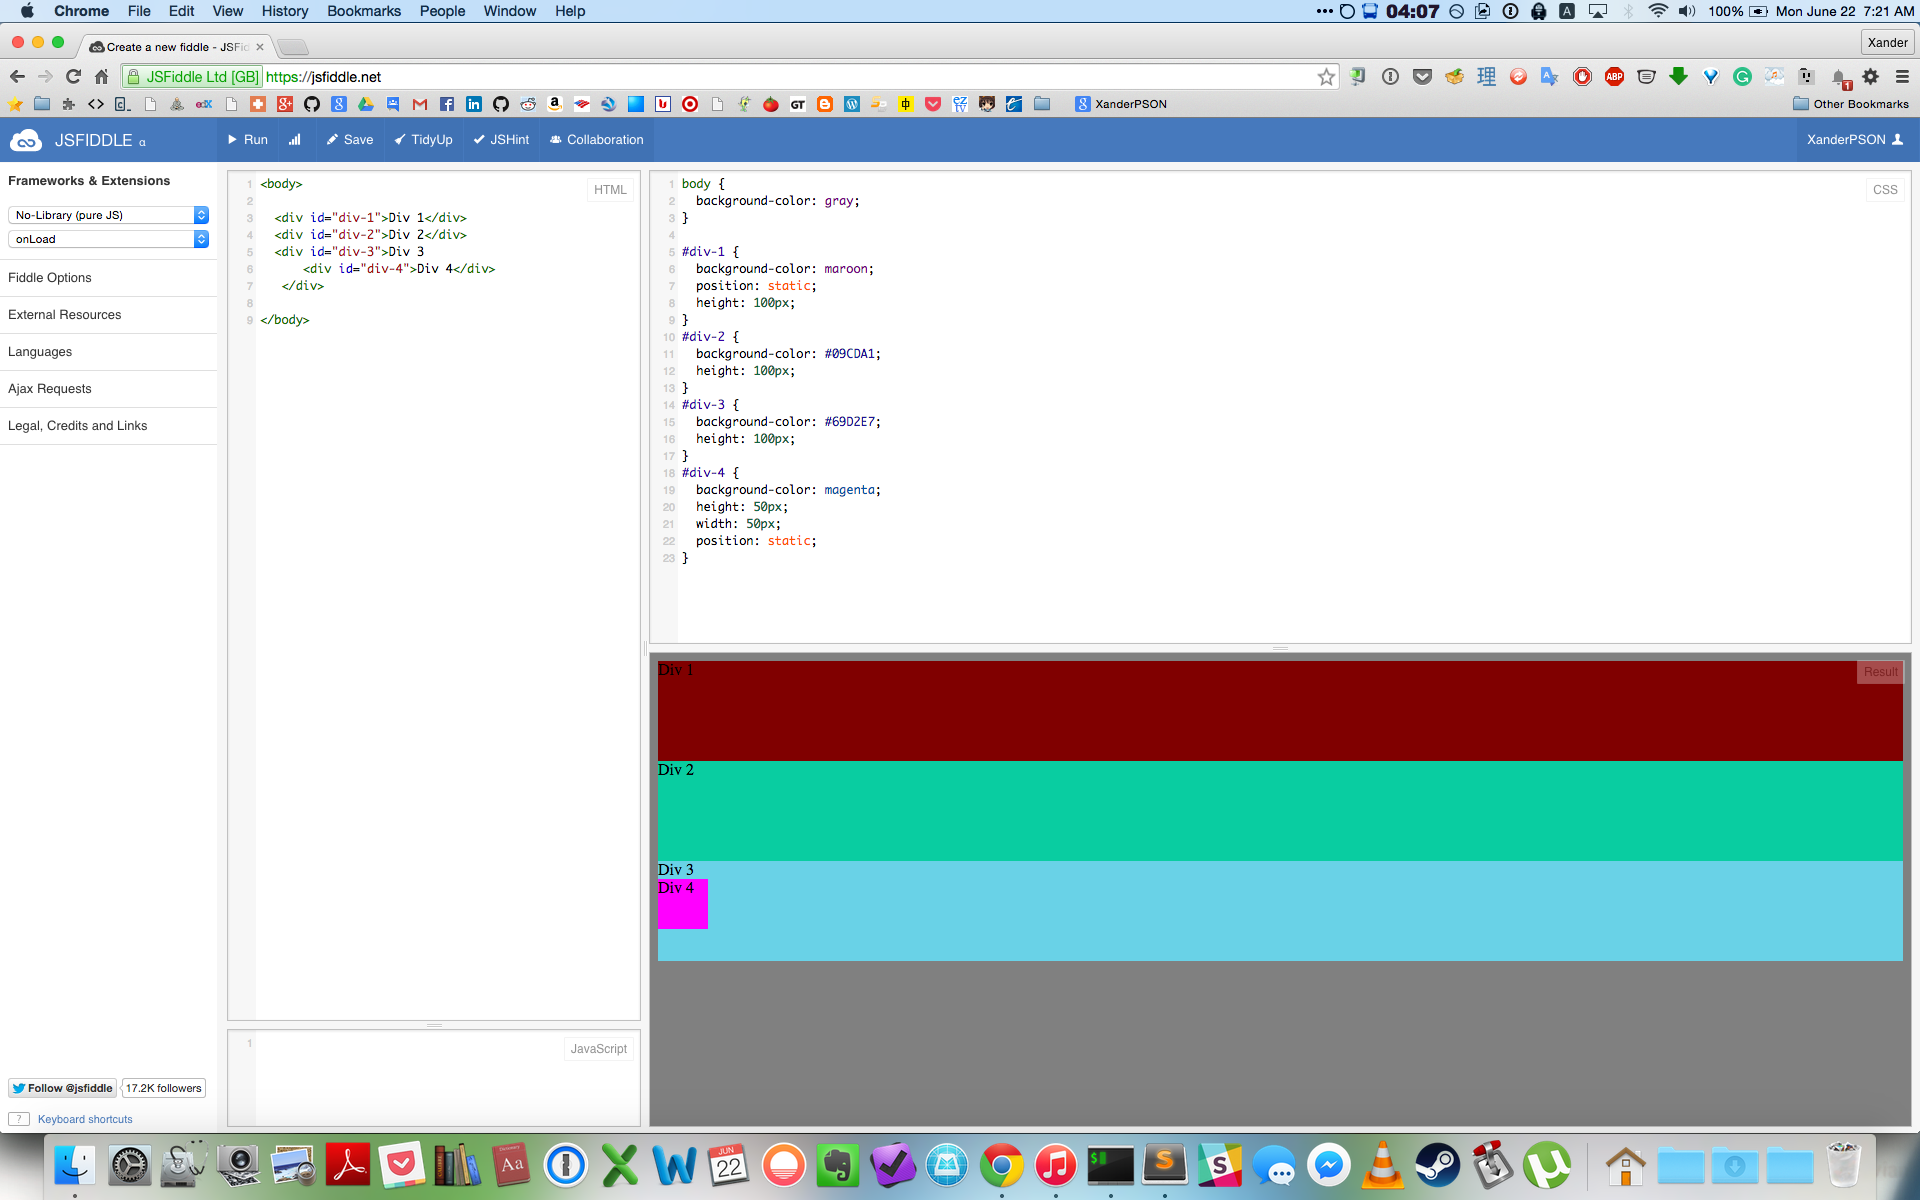 Chrome File Edit View History Bookmarks People Window Help 04:07 100% Mon June 22 7:21 AM
Create a new fiddle - JSFid
Xander
JSFiddle Ltd [GB] https://jsfiddle.net
XanderPSON Other Bookmarks
JSFIDDLE α Run Save TidyUp JSHint Collaboration XanderPSON
Frameworks & Extensions
No-Library (pure JS)
onLoad
Fiddle Options
External Resources
Languages
Ajax Requests
Legal, Credits and Links
Follow @jsfiddle 17.2K followers
? Keyboard shortcuts
HTML
1 <body>
2
3 <div id="div-1">Div 1</div>
4 <div id="div-2">Div 2</div>
5 <div id="div-3">Div 3
6 <div id="div-4">Div 4</div>
7 </div>
8
9 </body>
1 JavaScript
CSS
1 body {
2 background-color: gray;
3 }
4
5 #div-1 {
6 background-color: maroon;
7 position: static;
8 height: 100px;
9 }
10 #div-2 {
11 background-color: #09CDA1;
12 height: 100px;
13 }
14 #div-3 {
15 background-color: #69D2E7;
16 height: 100px;
17 }
18 #div-4 {
19 background-color: magenta;
20 height: 50px;
21 width: 50px;
22 position: static;
23 }
Result
Div 1
Div 2
Div 3
Div 4
JUN
22